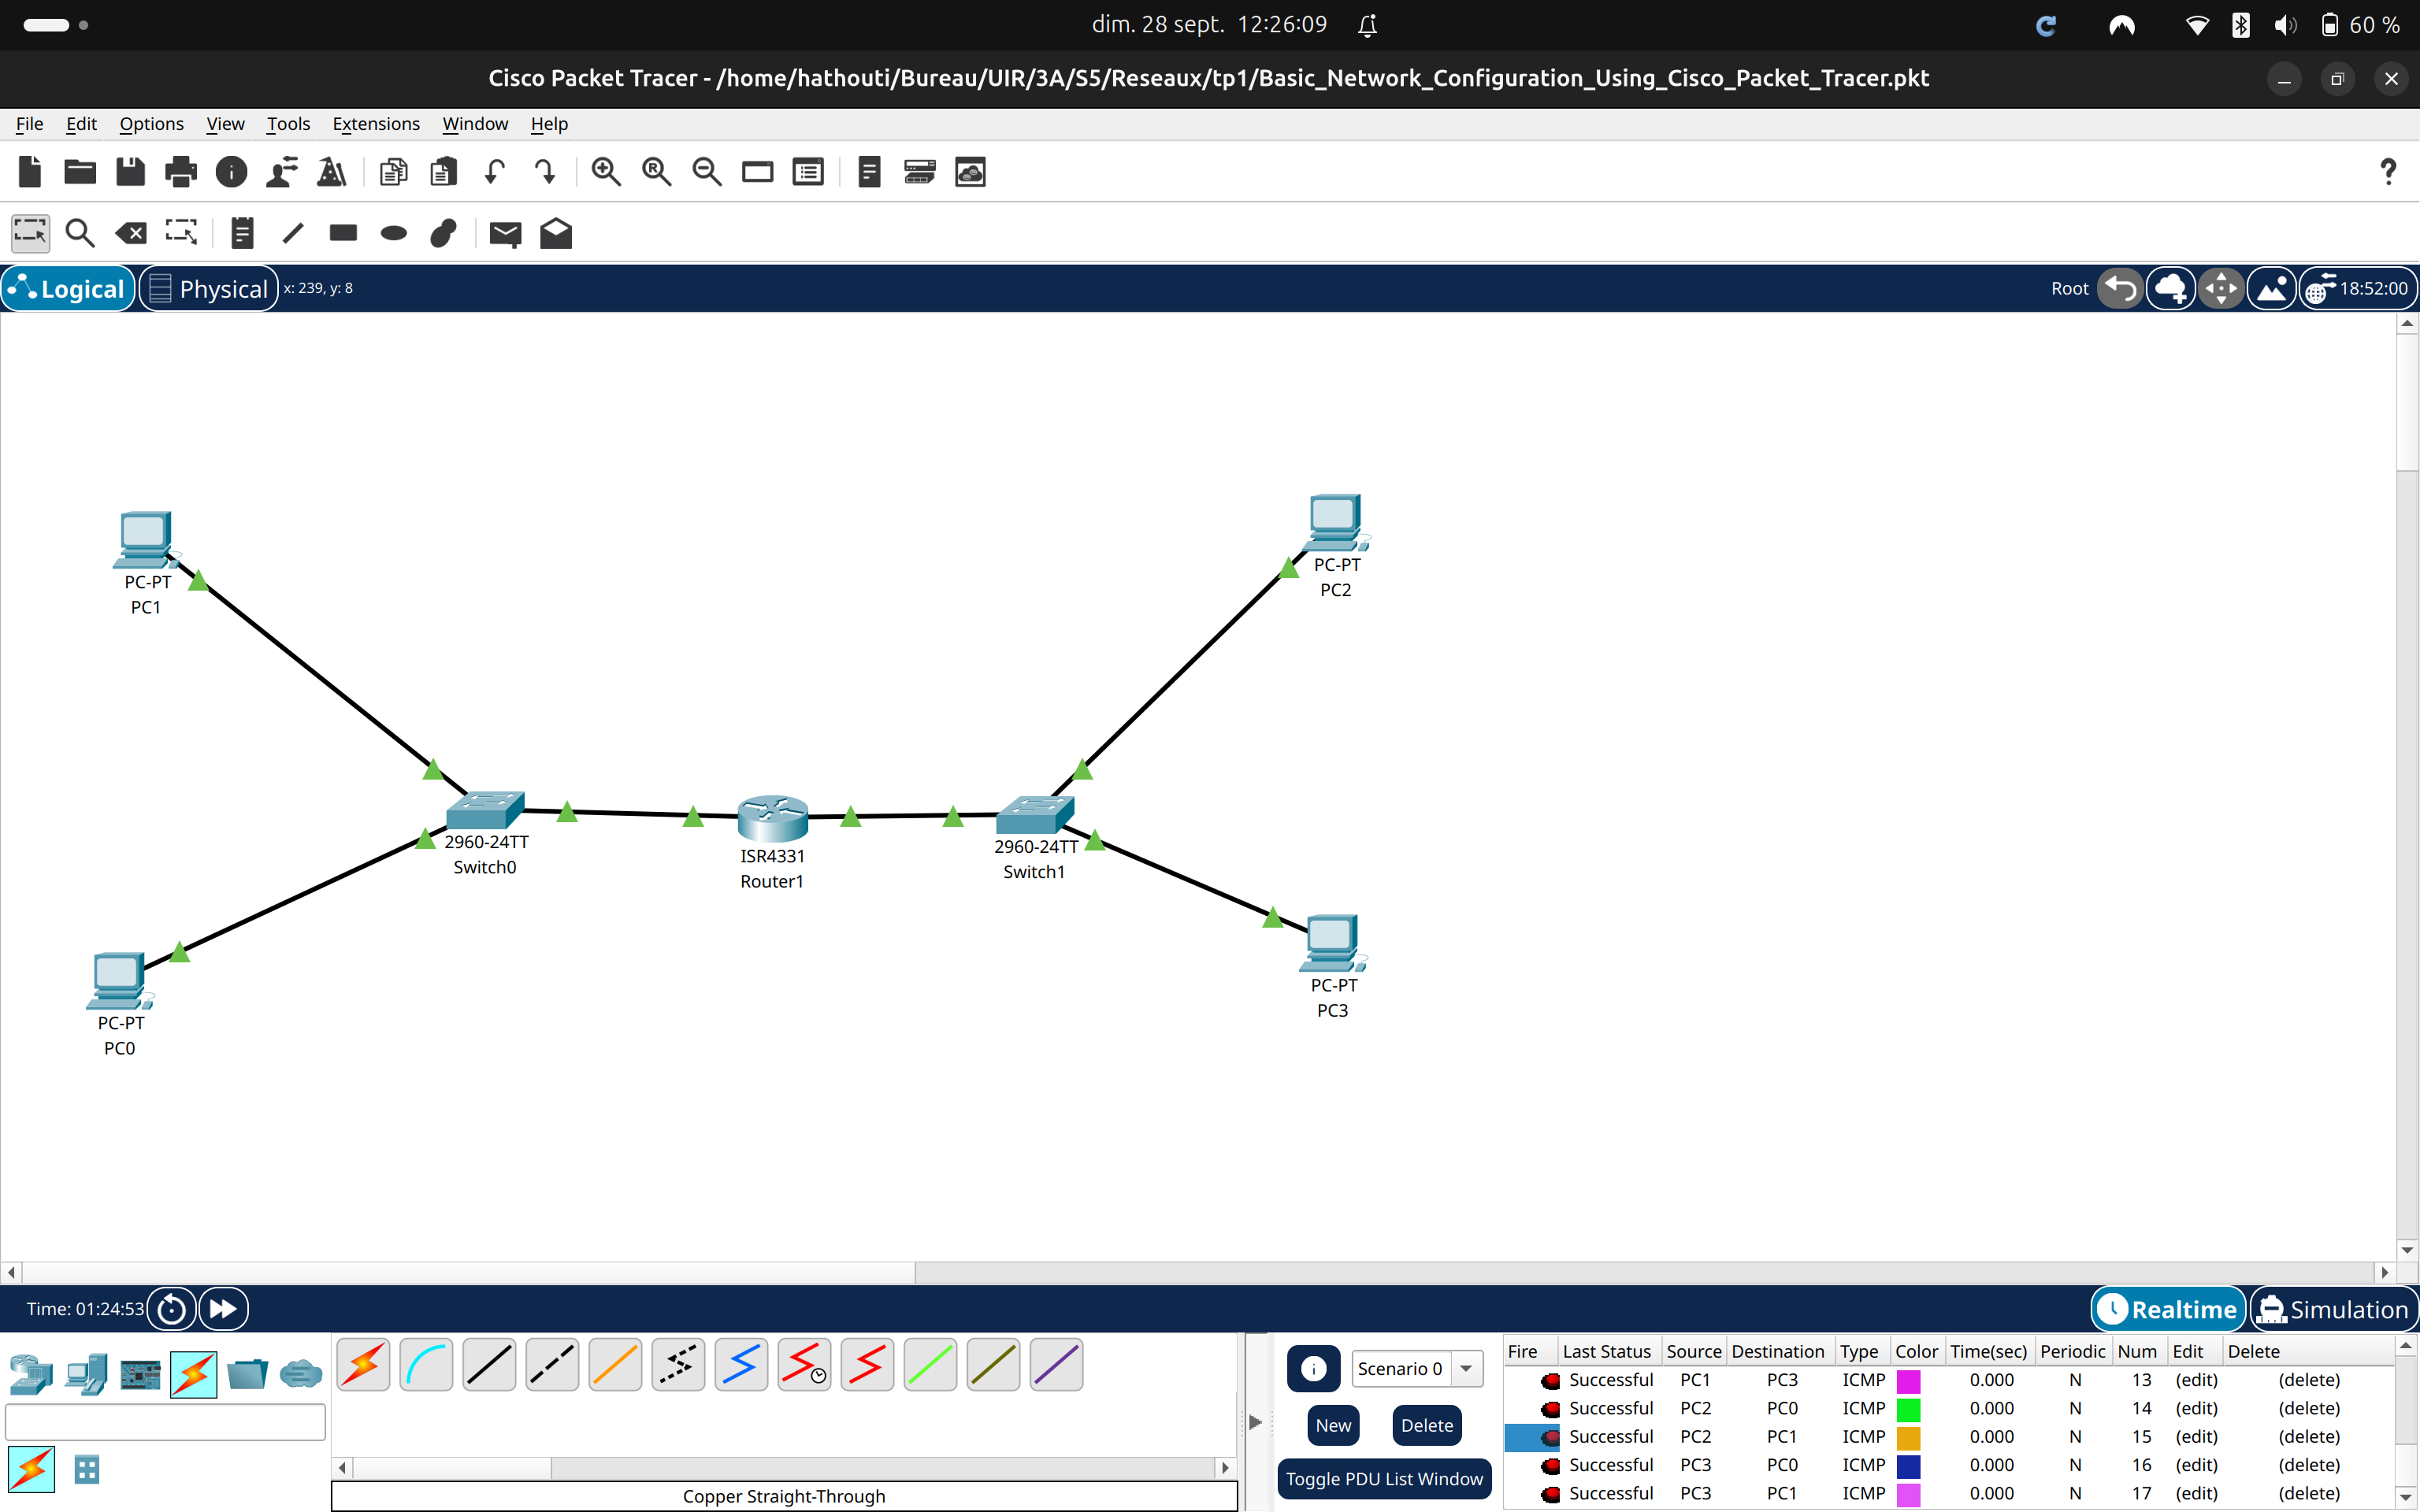 dim. 28 sept. 12:26:09
60 %
Cisco Packet Tracer - /home/hathouti/Bureau/UIR/3A/S5/Reseaux/tp1/Basic_Network_Configuration_Using_Cisco_Packet_Tracer.pkt
File Edit Options View Tools Extensions Window Help
Logical Physical x: 239, y: 8 Root 18:52:00
PC-PT
PC1
PC-PT
PC2
2960-24TT
Switch0
ISR4331
Router1
2960-24TT
Switch1
PC-PT
PC3
PC-PT
PC0
Time: 01:24:53 Realtime Simulation
Scenario 0
New Delete
Toggle PDU List Window
Copper Straight-Through
Fire Last Status Source Destination Type Color Time(sec) Periodic Num Edit Delete
Successful PC1 PC3 ICMP 0.000 N 13 (edit) (delete)
Successful PC2 PC0 ICMP 0.000 N 14 (edit) (delete)
Successful PC2 PC1 ICMP 0.000 N 15 (edit) (delete)
Successful PC3 PC0 ICMP 0.000 N 16 (edit) (delete)
Successful PC3 PC1 ICMP 0.000 N 17 (edit) (delete)